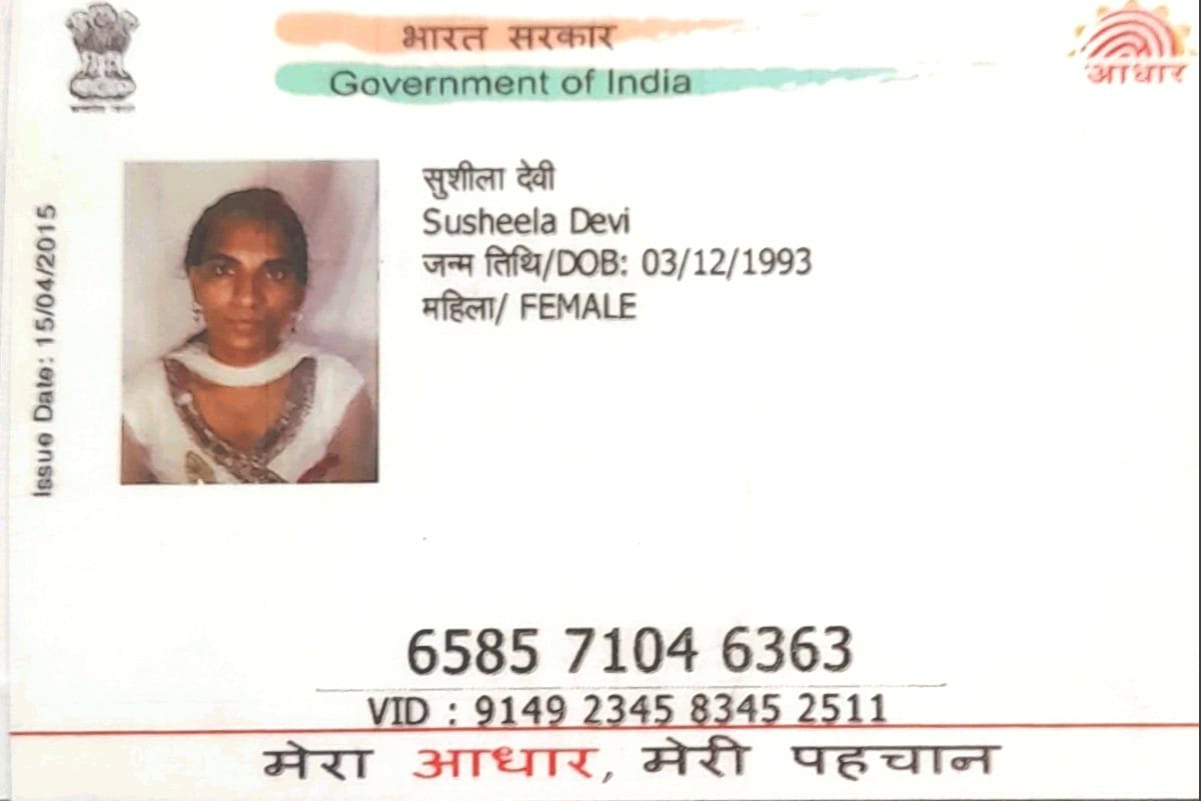 भारत सरकार
Government of India
आधार
Issue Date: 15/04/2015
सुशीला देवी
Susheela Devi
जन्म तिथि/DOB: 03/12/1993
महिला/ FEMALE
6585 7104 6363
VID : 9149 2345 8345 2511
मेरा आधार, मेरी पहचान